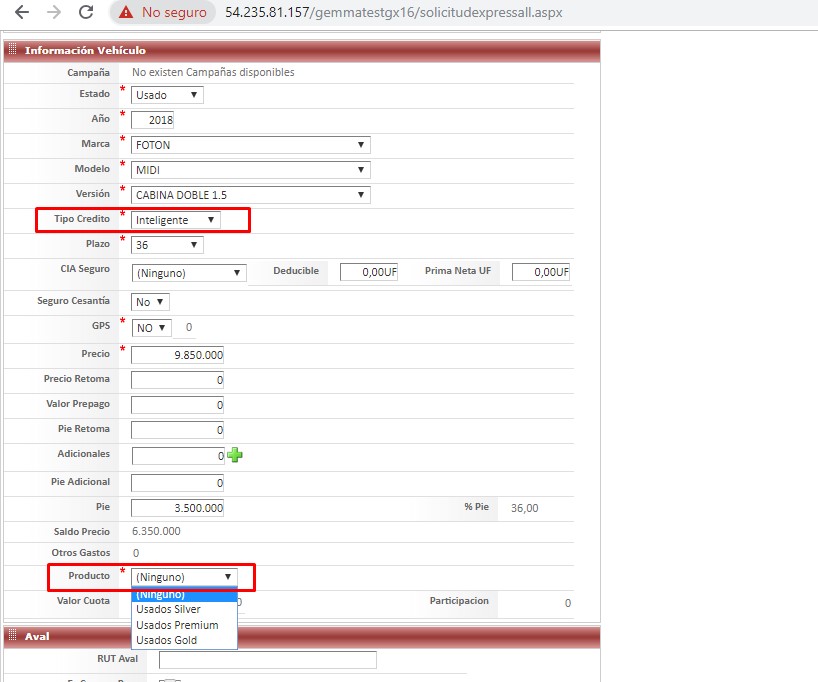 No seguro 54.235.81.157/gemmatestgx16/solicitudexpressall.aspx
Información Vehículo
Campaña No existen Campañas disponibles
Estado * Usado
Año * 2018
Marca * FOTON
Modelo * MIDI
Versión * CABINA DOBLE 1.5
Tipo Credito * Inteligente
Plazo * 36
CIA Seguro (Ninguno) Deducible 0,00UF Prima Neta UF 0,00UF
Seguro Cesantía No
GPS * NO 0
Precio * 9.850.000
Precio Retoma 0
Valor Prepago 0
Pie Retoma 0
Adicionales 0
Pie Adicional 0
Pie 3.500.000 % Pie 36,00
Saldo Precio 6.350.000
Otros Gastos 0
Producto * (Ninguno)
(Ninguno)
Valor Cuota 0 Participacion 0
Usados Silver
Usados Premium
Usados Gold
Aval
RUT Aval